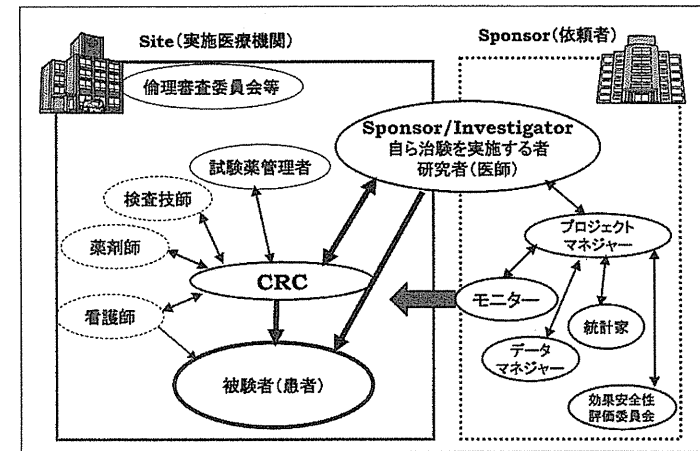 Site(実施医療機関)
Sponsor(依頼者)
倫理審査委員会等
Sponsor/Investigator
自ら治験を実施する者
研究者(医師)
試験薬管理者
検査技師
薬剤師
看護師
CRC
プロジェクト
マネジャー
モニター
統計家
データ
マネジャー
被験者(患者)
効果安全性
評価委員会